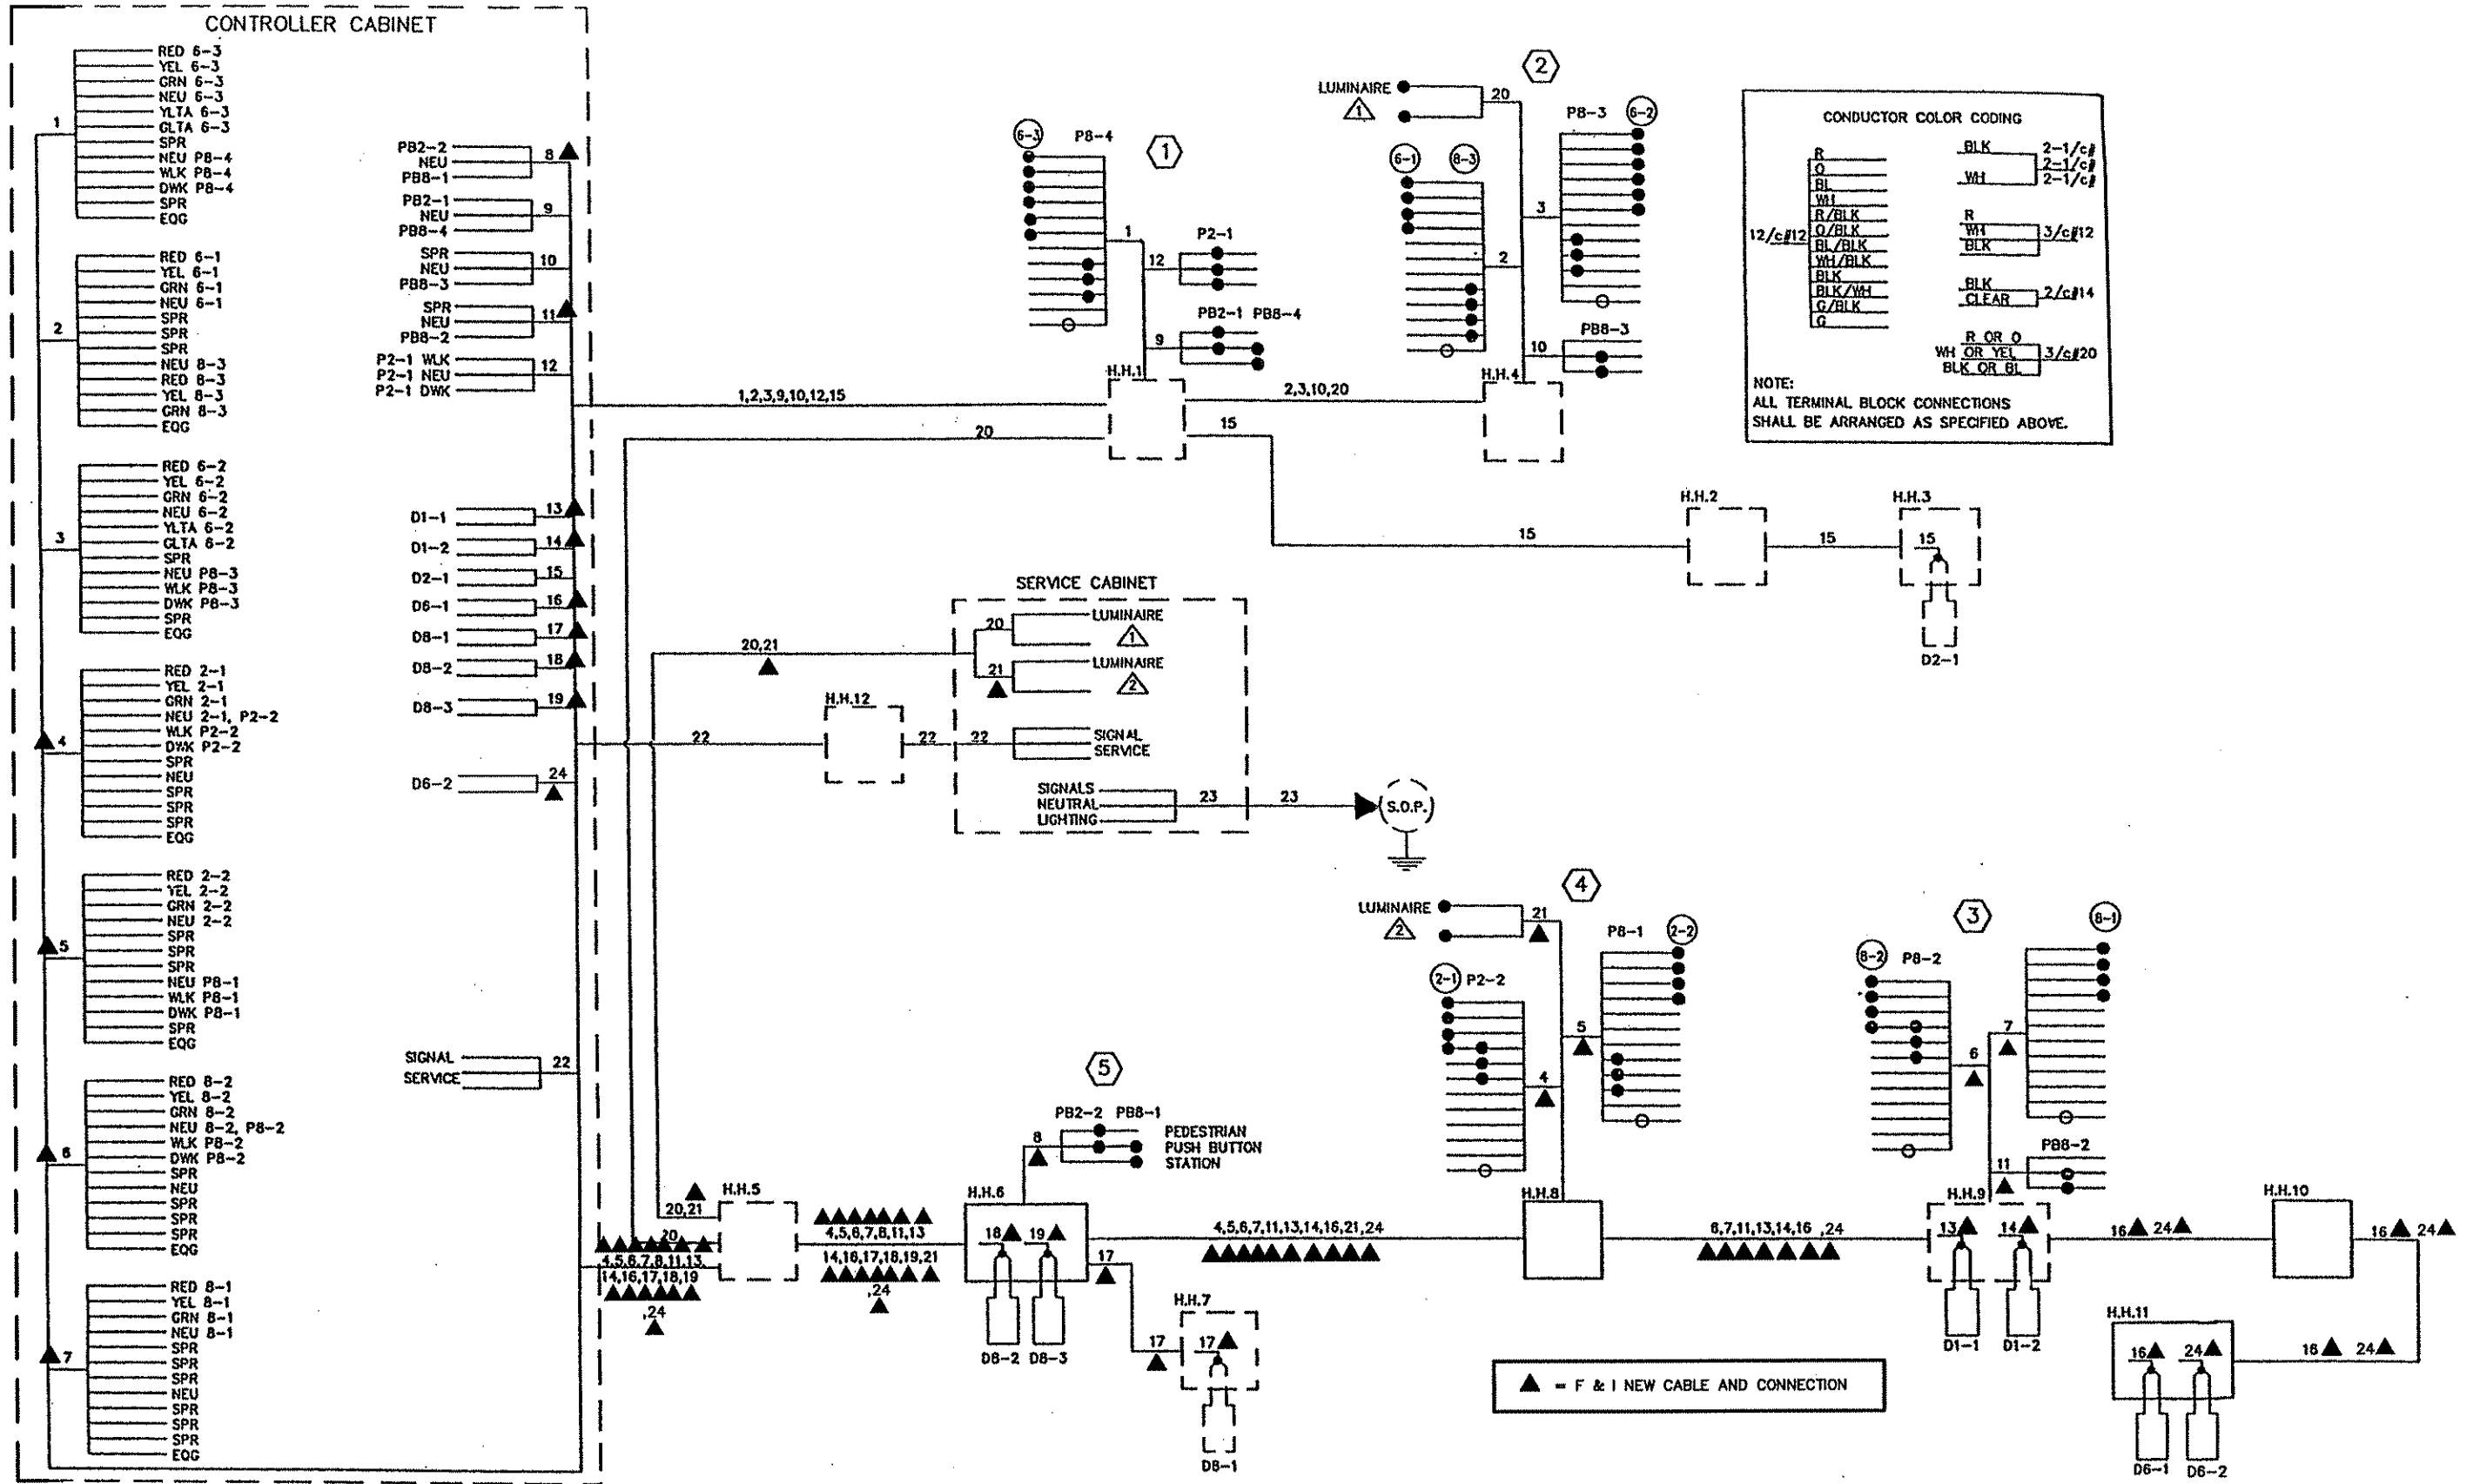 CONTROLLER CABINET
RED 6-3
YEL 6-3
GRN 6-3
NEU 6-3
YLTA 6-3
GLTA 6-3
SPR
NEU P8-4
WLK P8-4
DWK P8-4
SPR
EQG
1
RED 6-1
YEL 6-1
GRN 6-1
NEU 6-1
SPR
SPR
SPR
NEU 8-3
RED 8-3
YEL 8-3
GRN 8-3
EQG
2
RED 6-2
YEL 6-2
GRN 6-2
NEU 6-2
YLTA 6-2
GLTA 6-2
SPR
NEU P8-3
WLK P8-3
DWK P8-3
SPR
EQG
3
RED 2-1
YEL 2-1
GRN 2-1
NEU 2-1, P2-2
WLK P2-2
DWK P2-2
SPR
NEU
SPR
SPR
SPR
EQG
4
RED 2-2
YEL 2-2
GRN 2-2
NEU 2-2
SPR
SPR
SPR
NEU P8-1
WLK P8-1
DWK P8-1
SPR
EQG
5
RED 8-2
YEL 8-2
GRN 8-2
NEU 8-2, P8-2
WLK P8-2
DWK P8-2
SPR
NEU
SPR
SPR
SPR
EQG
6
RED 8-1
YEL 8-1
GRN 8-1
NEU 8-1
SPR
SPR
SPR
NEU
SPR
SPR
SPR
EQG
7
PB2-2
NEU
PB8-1
8
PB2-1
NEU
PB8-4
9
SPR
NEU
PB8-3
10
SPR
NEU
PB8-2
11
P2-1 WLK
P2-1 NEU
P2-1 DWK
12
D1-1 13
D1-2 14
D2-1 15
D6-1 16
D8-1 17
D8-2 18
D8-3 19
D6-2 24
SIGNAL
SERVICE
22
1,2,3,9,10,12,15
20
6-3 P8-4
1
1
12
P2-1
9
PB2-1 PB8-4
H.H.1
2,3,10,20
15
LUMINAIRE
1
20
2
6-1 8-3
2
P8-3 6-2
3
10
PB8-3
H.H.4
CONDUCTOR COLOR CODING
R
O
BL
WH
R/BLK
O/BLK
BL/BLK
WH/BLK
BLK
BLK/WH
G/BLK
G
12/c#12
BLK
WH
2-1/c#
2-1/c#
2-1/c#
R
WH
BLK
3/c#12
BLK
CLEAR
2/c#14
R OR O
WH OR YEL
BLK OR BL
3/c#20
NOTE:
ALL TERMINAL BLOCK CONNECTIONS
SHALL BE ARRANGED AS SPECIFIED ABOVE.
15
H.H.2
15
H.H.3
15
D2-1
SERVICE CABINET
20
LUMINAIRE
1
21
LUMINAIRE
2
20,21
H.H.12
22
22
22
SIGNAL
SERVICE
SIGNALS
NEUTRAL
LIGHTING
23
23
S.O.P.
LUMINAIRE
2
21
4
2-1 P2-2
4
P8-1 2-2
5
3
8-2 P8-2
6
8-1
7
11
PB8-2
5
PB2-2 PB8-1
8
PEDESTRIAN
PUSH BUTTON
STATION
20,21
20
H.H.5
4,5,6,7,8,11,13,
14,16,17,18,19
,24
4,5,6,7,8,11,13
14,16,17,18,19,21
,24
H.H.6
18 19
D8-2 D8-3
17
17
H.H.7
17
D8-1
4,5,6,7,11,13,14,16,21,24
H.H.8
6,7,11,13,14,16 ,24
H.H.9
13 14
D1-1 D1-2
16 24
H.H.10
16 24
16 24
H.H.11
16 24
D6-1 D6-2
▲ = F & I NEW CABLE AND CONNECTION